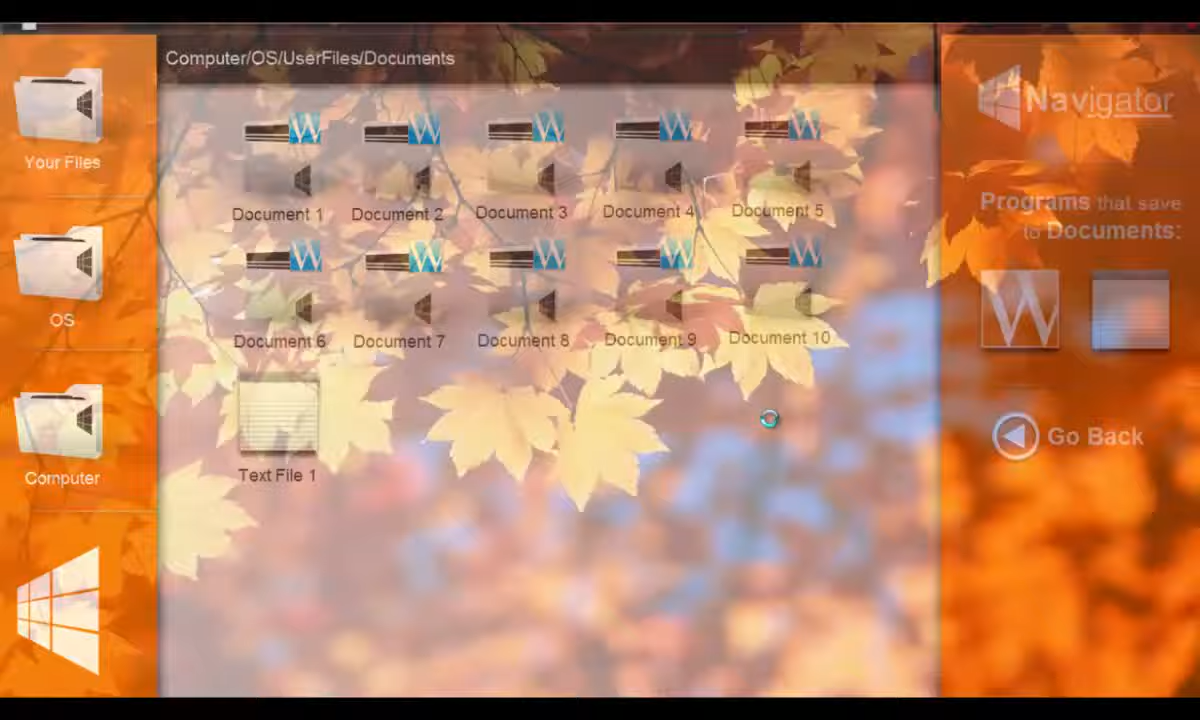 Computer/OS/UserFiles/Documents
Navigator
Your Files
OS
Computer
W W W W W
Document 1 Document 2 Document 3 Document 4 Document 5
W W W W W
Document 6 Document 7 Document 8 Document 9 Document 10
Text File 1
Programs that save
to Documents:
W
Go Back